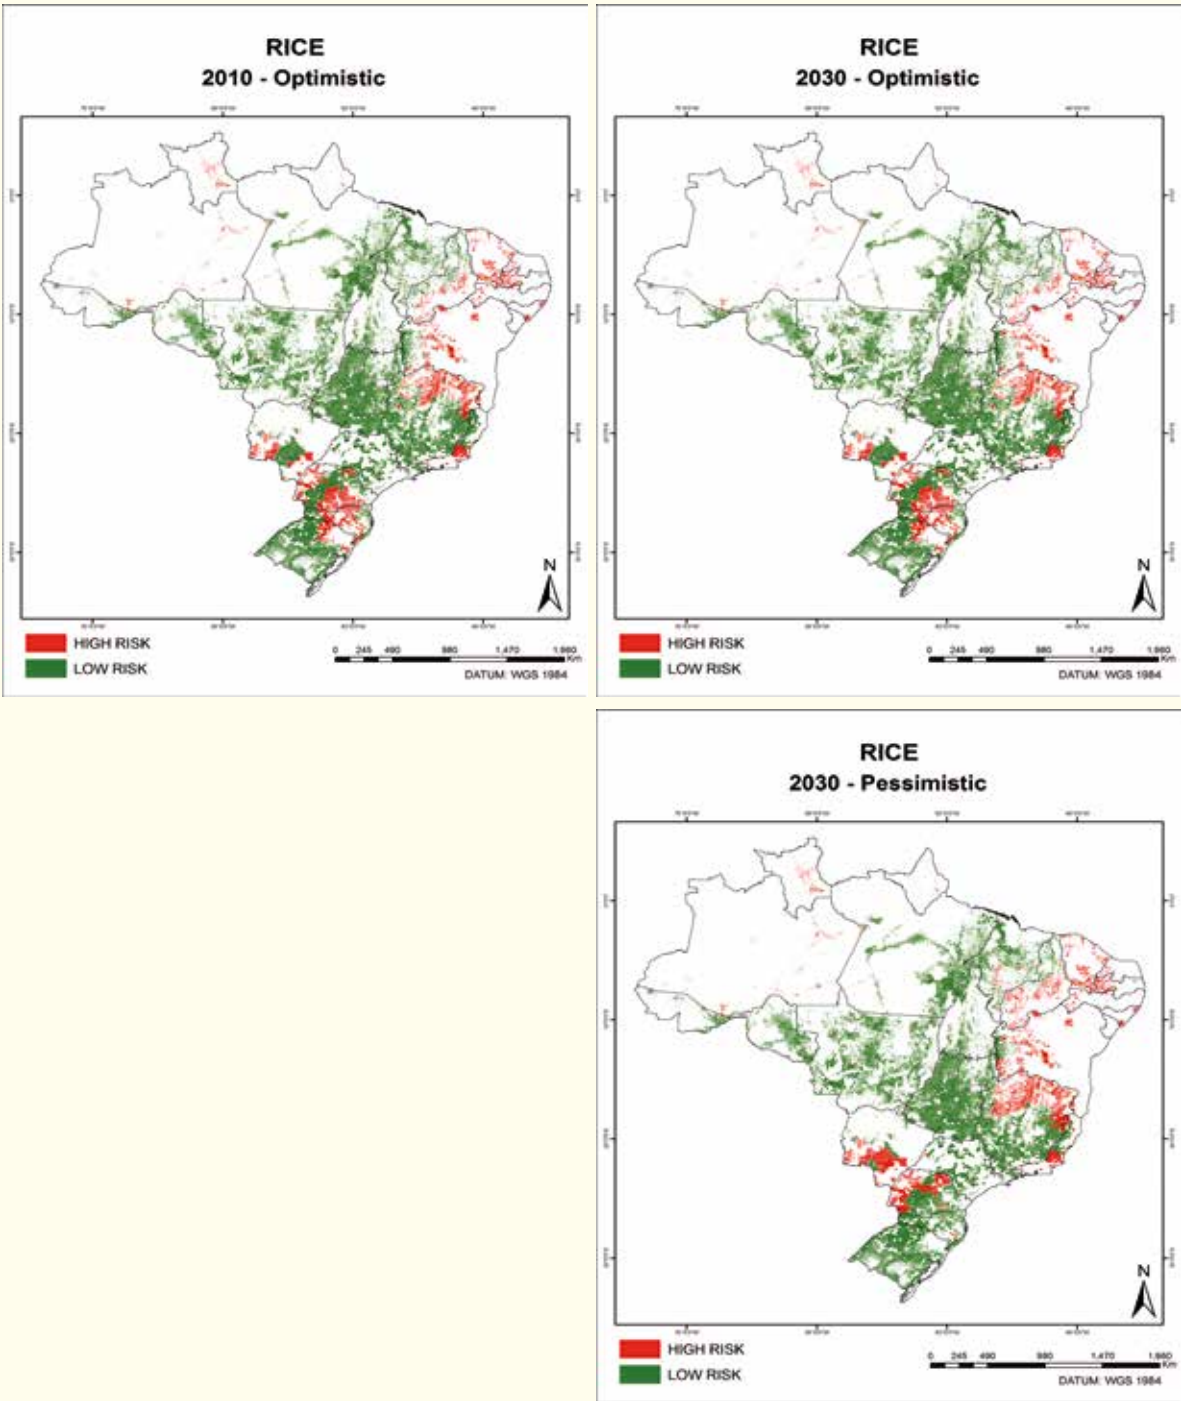 RICE
2010 - Optimistic
N
HIGH RISK
LOW RISK
0 245 490 980 1,470 1,960
Km
DATUM: WGS 1984
RICE
2030 - Optimistic
N
HIGH RISK
LOW RISK
0 245 490 980 1,470 1,960
Km
DATUM: WGS 1984
RICE
2030 - Pessimistic
N
HIGH RISK
LOW RISK
0 245 490 980 1,470 1,960
Km
DATUM: WGS 1984